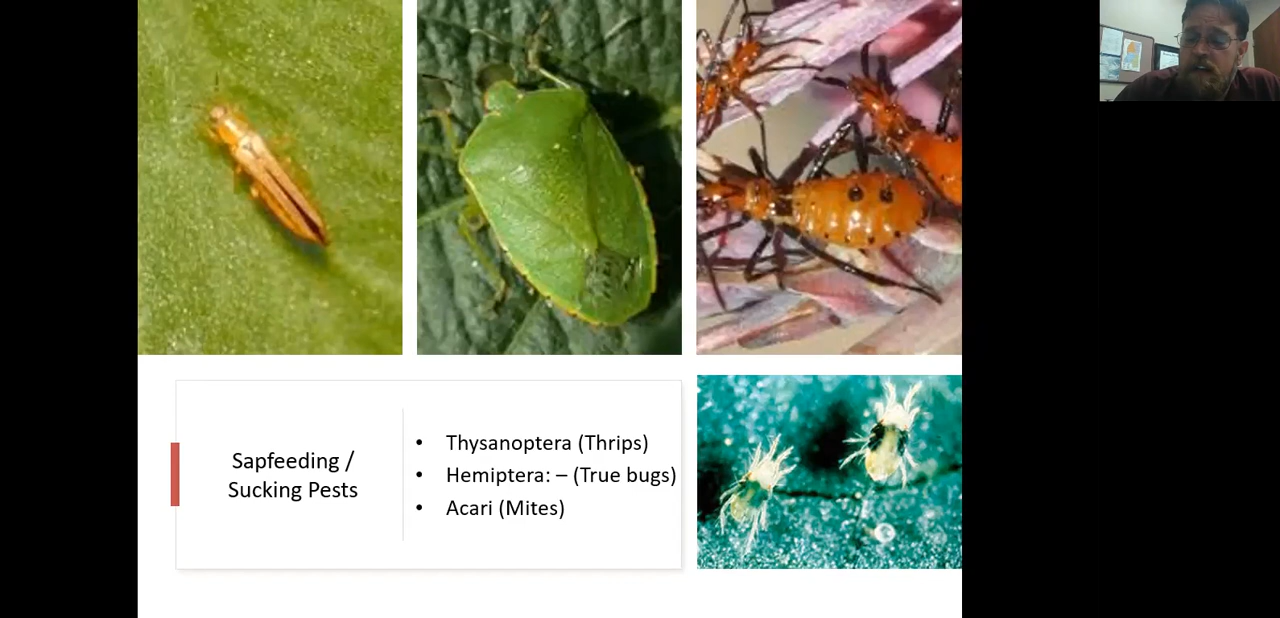 Sapfeeding /
Sucking Pests
• Thysanoptera (Thrips)
• Hemiptera: – (True bugs)
• Acari (Mites)